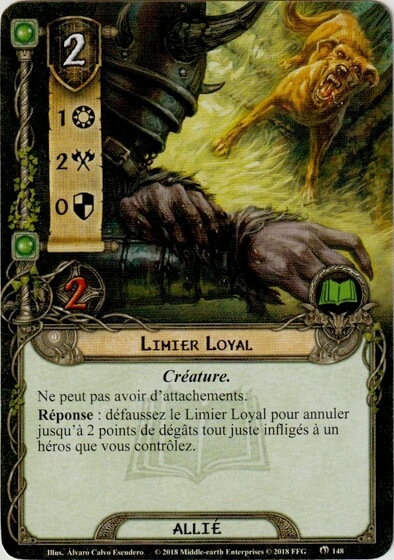 2
1
2
0
2
LIMIER LOYAL
Créature.
Ne peut pas avoir d'attachements.
Réponse : défaussez le Limier Loyal pour annuler
jusqu'à 2 points de dégâts tout juste infligés à un
héros que vous contrôlez.
ALLIÉ
Illus. Álvaro Calvo Escudero © 2018 Middle-earth Enterprises © 2018 FFG 148